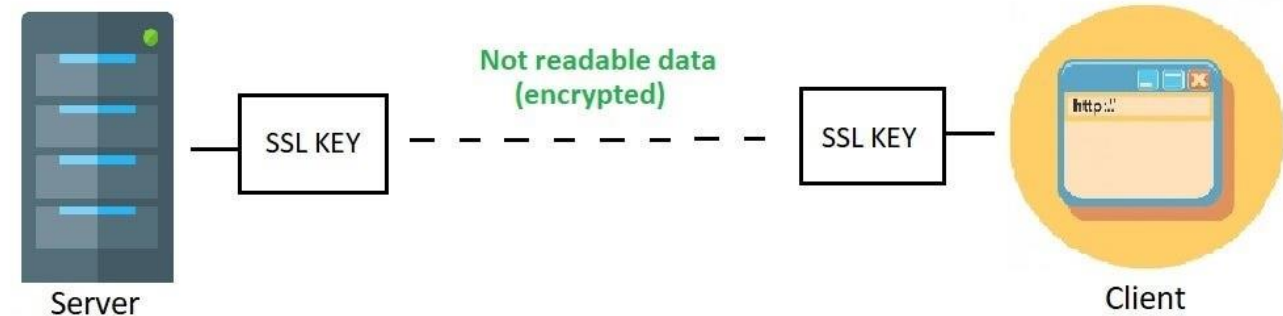 Not readable data
(encrypted)
SSL KEY
SSL KEY
http://
Server
Client